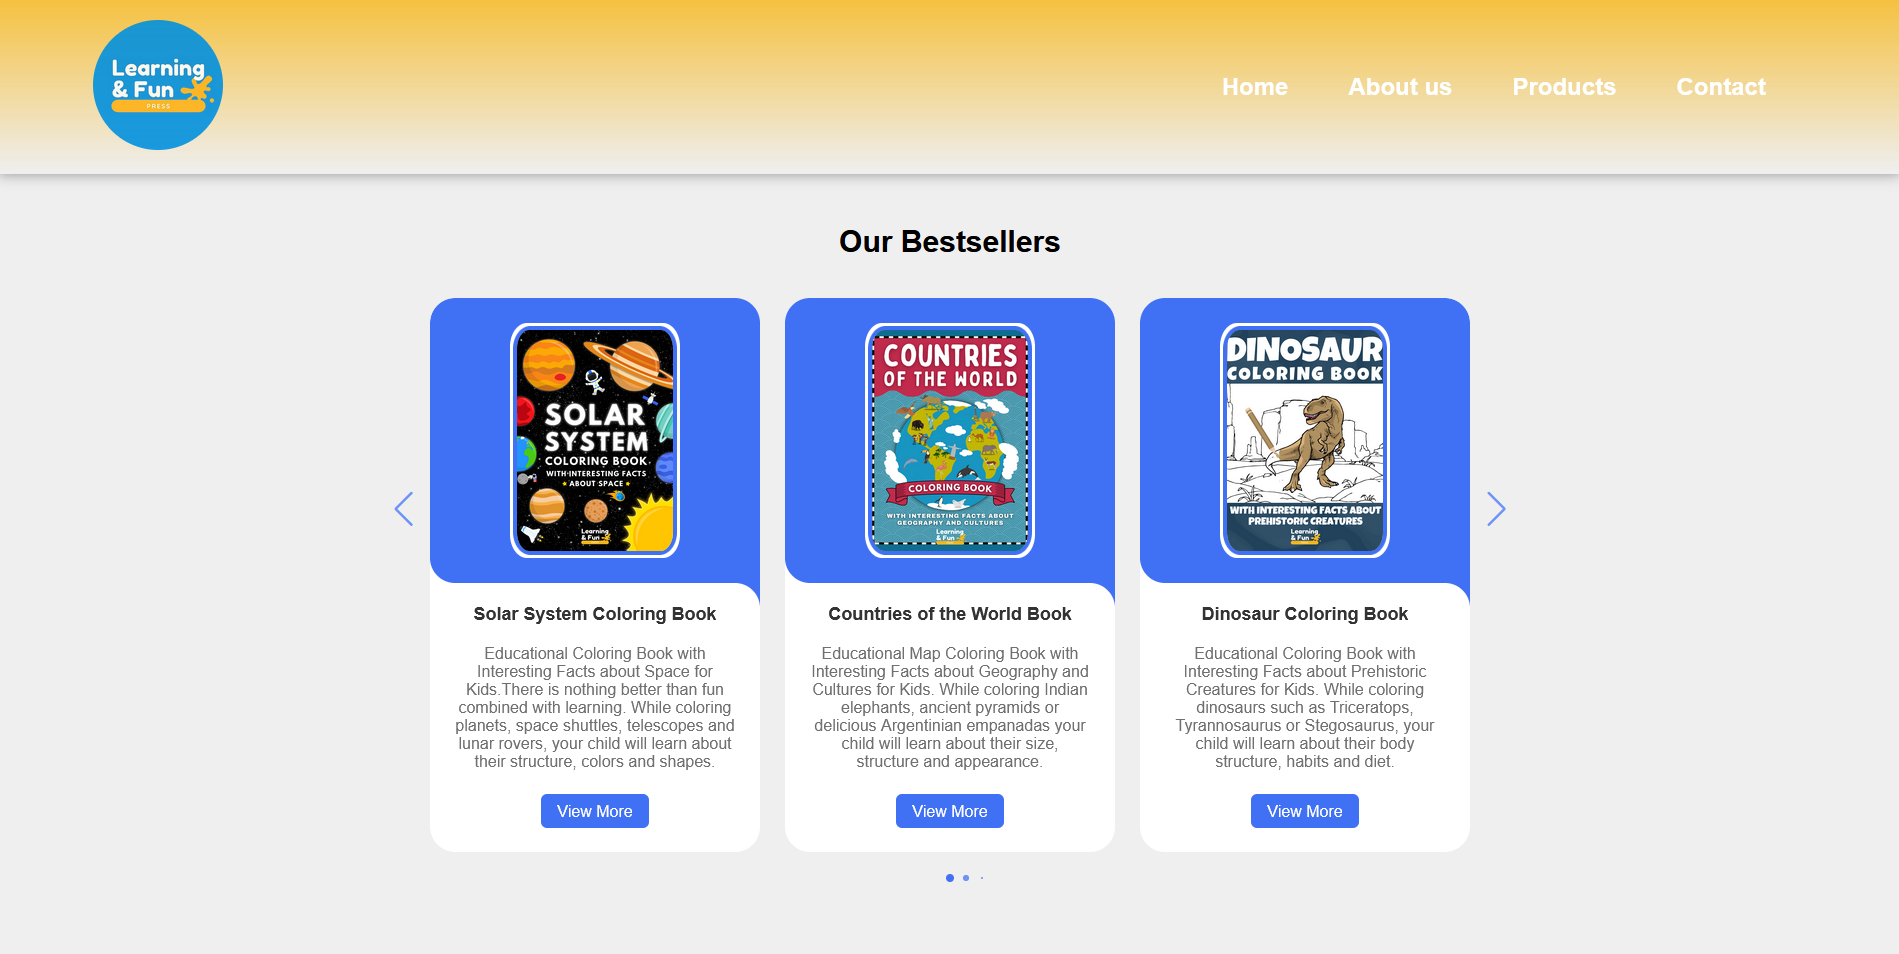 Learning
& Fun
PRESS
Home
About us
Products
Contact
Our Bestsellers
SOLAR
SYSTEM
COLORING BOOK
WITH INTERESTING FACTS
ABOUT SPACE
Learning
& Fun
COUNTRIES
OF THE WORLD
COLORING BOOK
WITH INTERESTING FACTS ABOUT
GEOGRAPHY AND CULTURES
Learning
& Fun
DINOSAUR
COLORING BOOK
WITH INTERESTING FACTS ABOUT
PREHISTORIC CREATURES
Learning
& Fun
Solar System Coloring Book
Educational Coloring Book with
Interesting Facts about Space for
Kids.There is nothing better than fun
combined with learning. While coloring
planets, space shuttles, telescopes and
lunar rovers, your child will learn about
their structure, colors and shapes.
View More
Countries of the World Book
Educational Map Coloring Book with
Interesting Facts about Geography and
Cultures for Kids. While coloring Indian
elephants, ancient pyramids or
delicious Argentinian empanadas your
child will learn about their size,
structure and appearance.
View More
Dinosaur Coloring Book
Educational Coloring Book with
Interesting Facts about Prehistoric
Creatures for Kids. While coloring
dinosaurs such as Triceratops,
Tyrannosaurus or Stegosaurus, your
child will learn about their body
structure, habits and diet.
View More